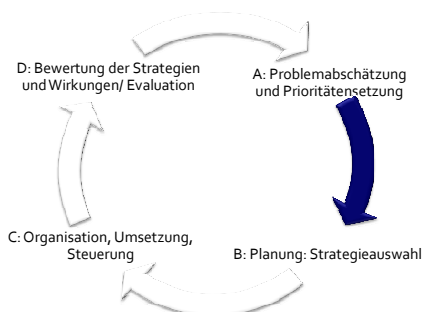 D: Bewertung der Strategien
und Wirkungen/ Evaluation
A: Problemabschätzung
und Prioritätensetzung
C: Organisation, Umsetzung,
Steuerung
B: Planung: Strategieauswahl